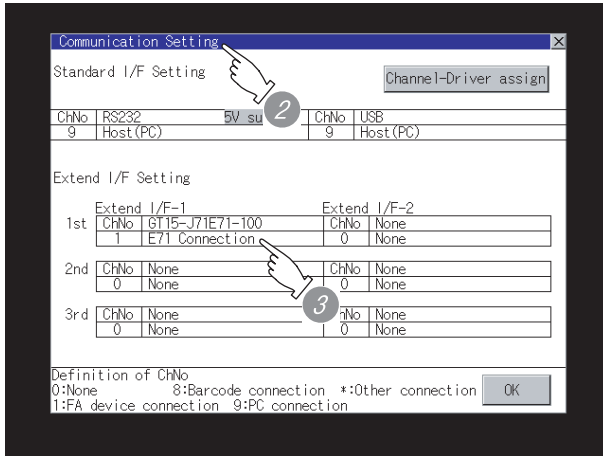 Communication Setting
Standard I/F Setting
Channel-Driver assign
ChNo RS232 5V su ChNo USB
9 Host(PC) 9 Host(PC)
2
Extend I/F Setting
Extend I/F-1 Extend I/F-2
1st ChNo GT15-J71E71-100 ChNo None
1 E71 Connection 0 None
2nd ChNo None ChNo None
0 None 0 None
3
3rd ChNo None hNo None
0 None 0 None
Definition of ChNo
0:None 8:Barcode connection *:Other connection OK
1:FA device connection 9:PC connection